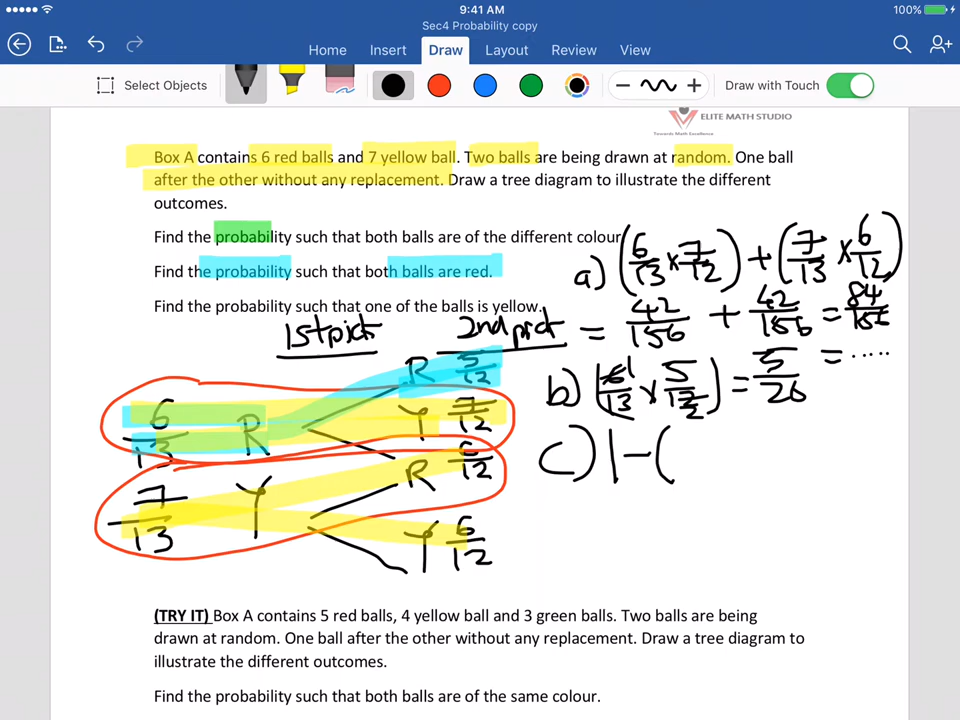 9:41 AM
100%
Sec4 Probability copy
Home Insert Draw Layout Review View
Select Objects
Draw with Touch
ELITE MATH STUDIO
Towards Math Excellence
Box A contains 6 red balls and 7 yellow ball. Two balls are being drawn at random. One ball
after the other without any replacement. Draw a tree diagram to illustrate the different
outcomes.
Find the probability such that both balls are of the different colour
Find the probability such that both balls are red.
Find the probability such that one of the balls is yellow.
a) (6/13 × 7/12) + (7/13 × 6/12)
= 42/156 + 42/156 = 84/156
= .....
b) (6/13 × 5/12) = 5/26
c) 1 - (
1st pick 2nd pick
R 5/12
6/13 R
Y 7/12
R 6/12
7/13 Y
Y 6/12
(TRY IT) Box A contains 5 red balls, 4 yellow ball and 3 green balls. Two balls are being
drawn at random. One ball after the other without any replacement. Draw a tree diagram to
illustrate the different outcomes.
Find the probability such that both balls are of the same colour.